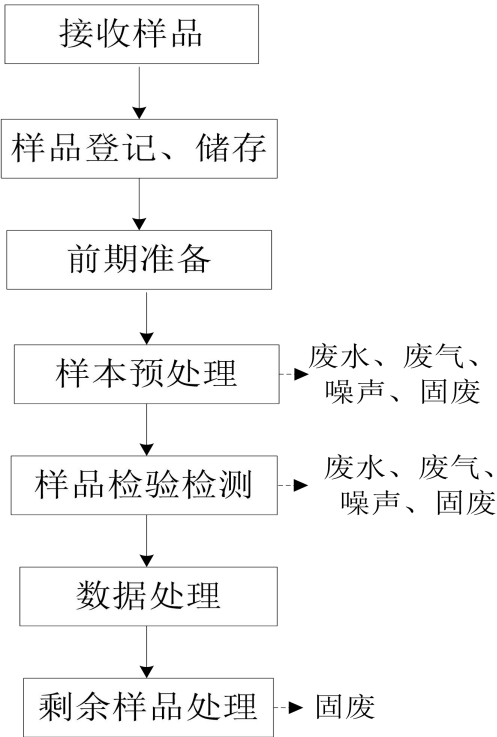 接收样品
样品登记、储存
前期准备
样本预处理
废水、废气、
噪声、固废
样品检验检测
废水、废气、
噪声、固废
数据处理
剩余样品处理
固废